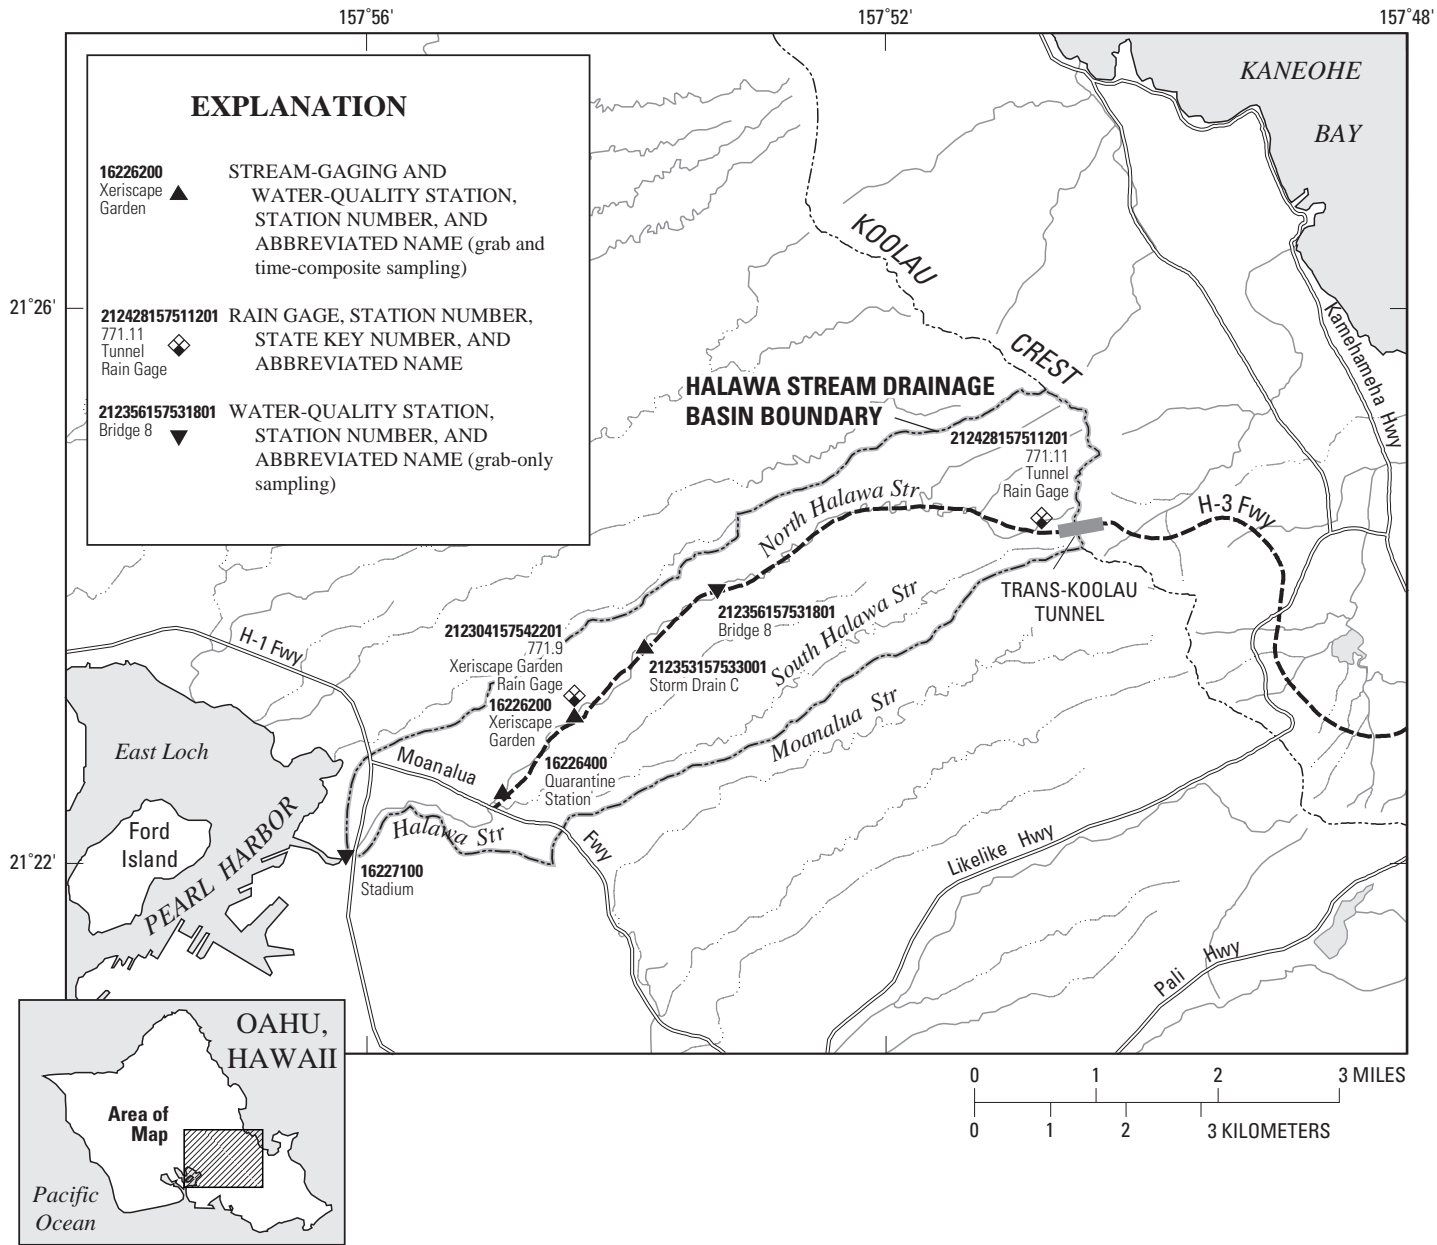 157°56'
157°52'
157°48'
EXPLANATION
16226200
Xeriscape
Garden
STREAM-GAGING AND
WATER-QUALITY STATION,
STATION NUMBER, AND
ABBREVIATED NAME (grab and
time-composite sampling)
212428157511201
771.11
Tunnel
Rain Gage
RAIN GAGE, STATION NUMBER,
STATE KEY NUMBER, AND
ABBREVIATED NAME
212356157531801
Bridge 8
WATER-QUALITY STATION,
STATION NUMBER, AND
ABBREVIATED NAME (grab-only
sampling)
KANEOHE
BAY
KOOLAU
CREST
21°26'
Kamehameha Hwy
HALAWA STREAM DRAINAGE
BASIN BOUNDARY
212428157511201
771.11
Tunnel
Rain Gage
North Halawa Str
H-3 Fwy
TRANS-KOOLAU
TUNNEL
212356157531801
Bridge 8
South Halawa Str
212304157542201
771.9
Xeriscape Garden
Rain Gage
212353157533001
Storm Drain C
H-1 Fwy
16226200
Xeriscape
Garden
Moanalua Str
East Loch
Moanalua
Fwy
16226400
Quarantine
Station
Ford
Island
PEARL HARBOR
Halawa Str
Likelike Hwy
21°22'
16227100
Stadium
Pali Hwy
OAHU,
HAWAII
Area of
Map
Pacific
Ocean
0 1 2 3 MILES
0 1 2 3 KILOMETERS